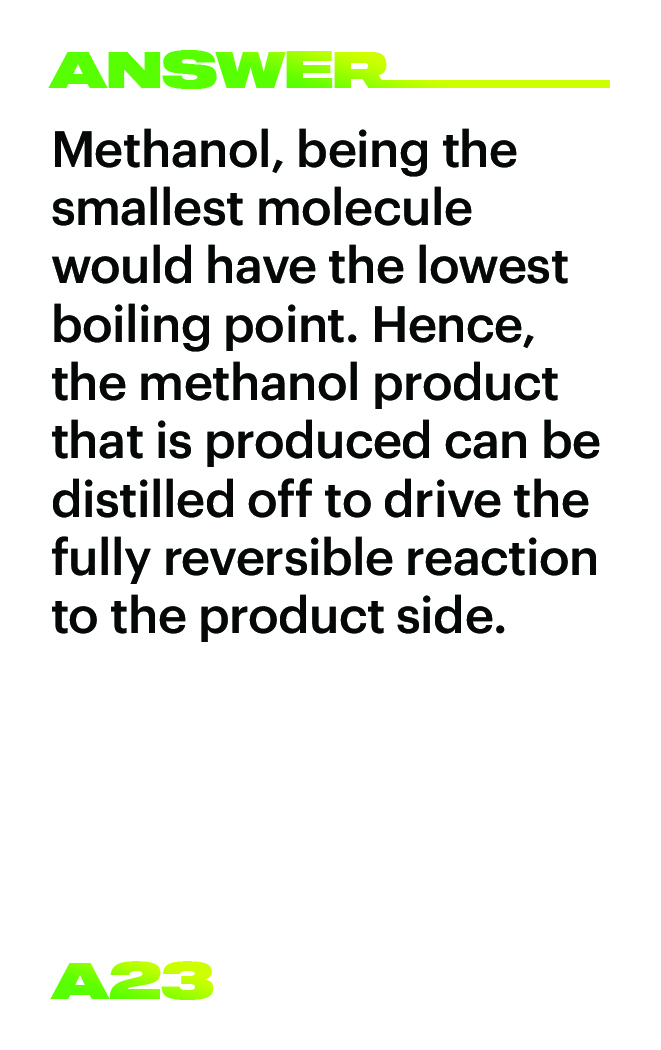 ANSWER
Methanol, being the
smallest molecule
would have the lowest
boiling point. Hence,
the methanol product
that is produced can be
distilled off to drive the
fully reversible reaction
to the product side.
A23